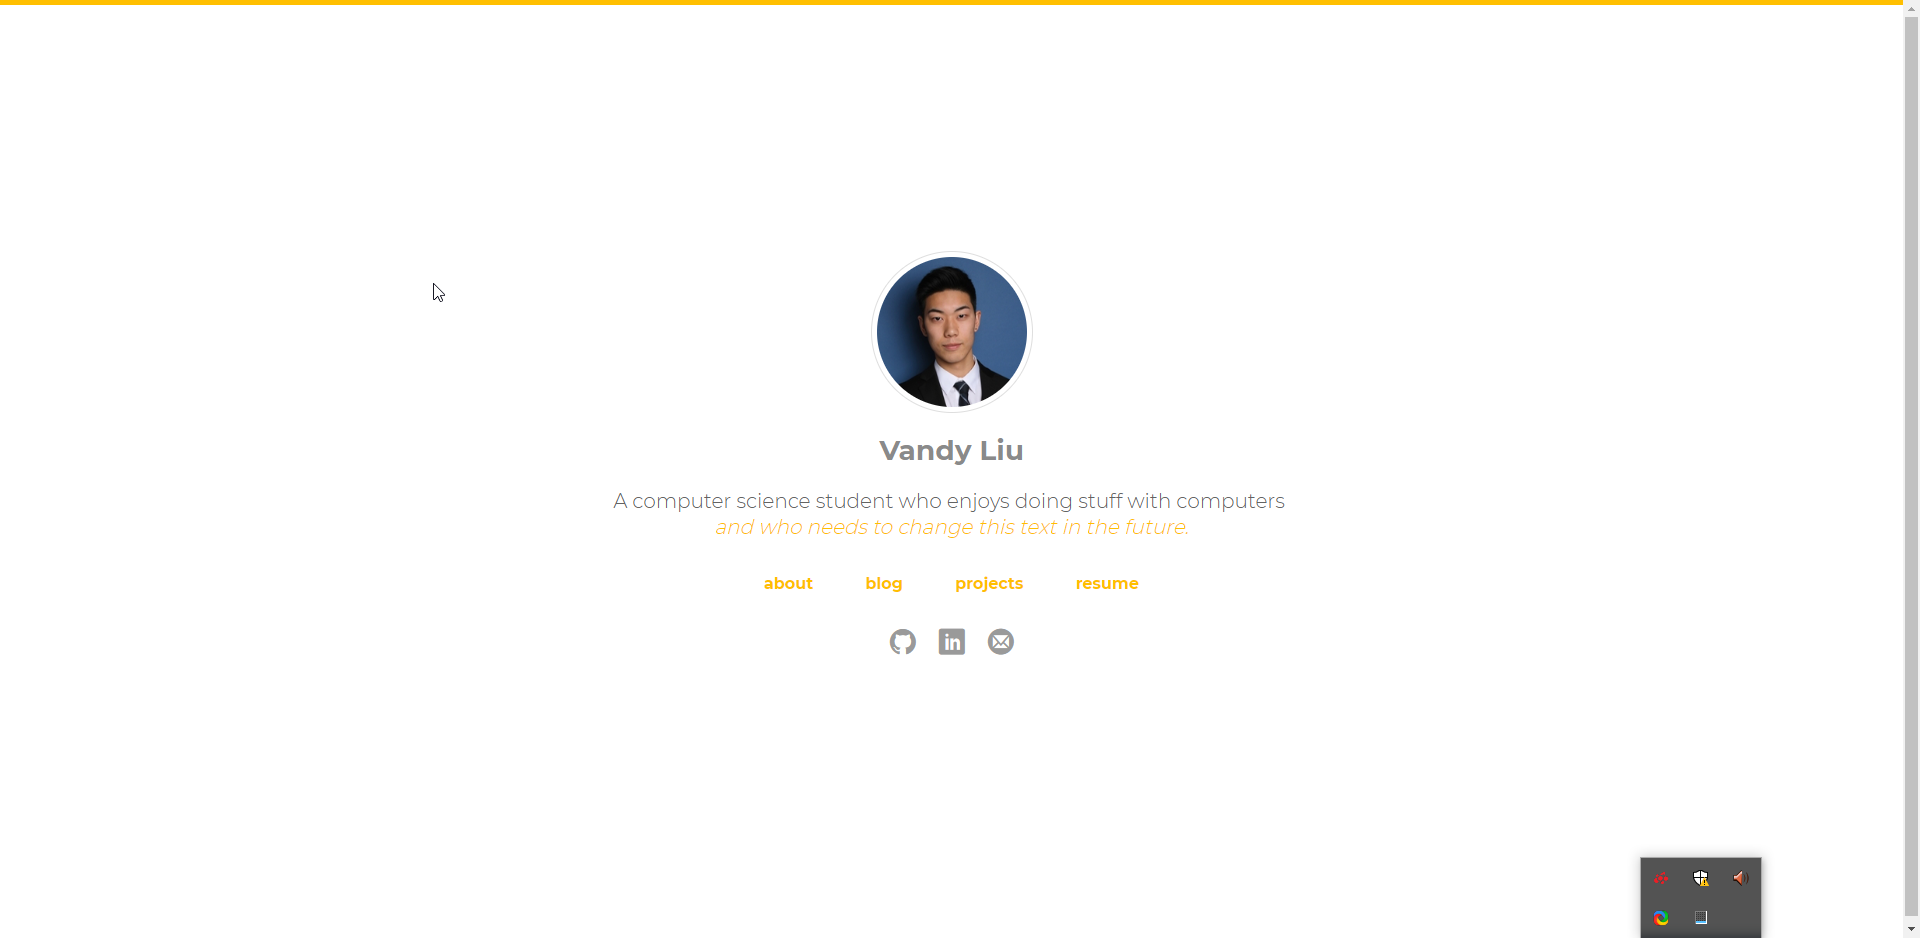 Vandy Liu
A computer science student who enjoys doing stuff with computers
and who needs to change this text in the future.
about blog projects resume
in